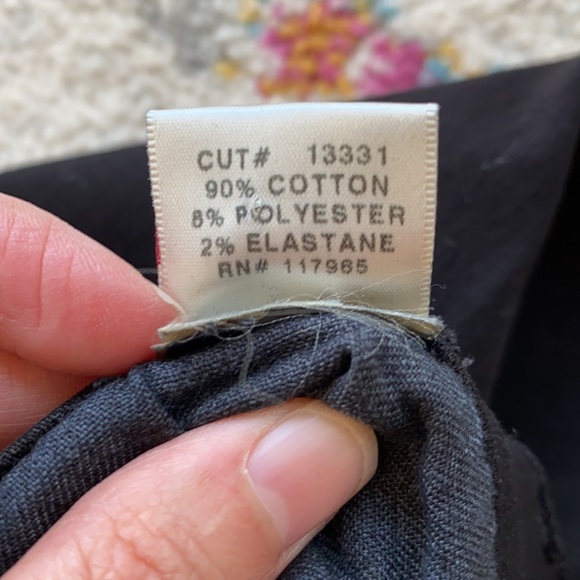 CUT# 13331
90% COTTON
8% POLYESTER
2% ELASTANE
RN# 117965